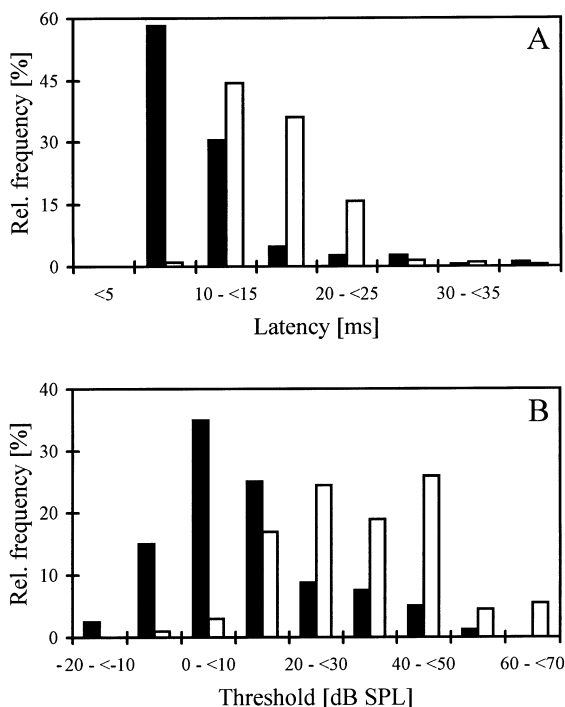 A
Rel. frequency [%]
60
45
30
15
0
<5
10 - <15
20 - <25
30 - <35
Latency [ms]
B
Rel. frequency [%]
40
30
20
10
0
-20 - <-10
0 - <10
20 - <30
40 - <50
60 - <70
Threshold [dB SPL]